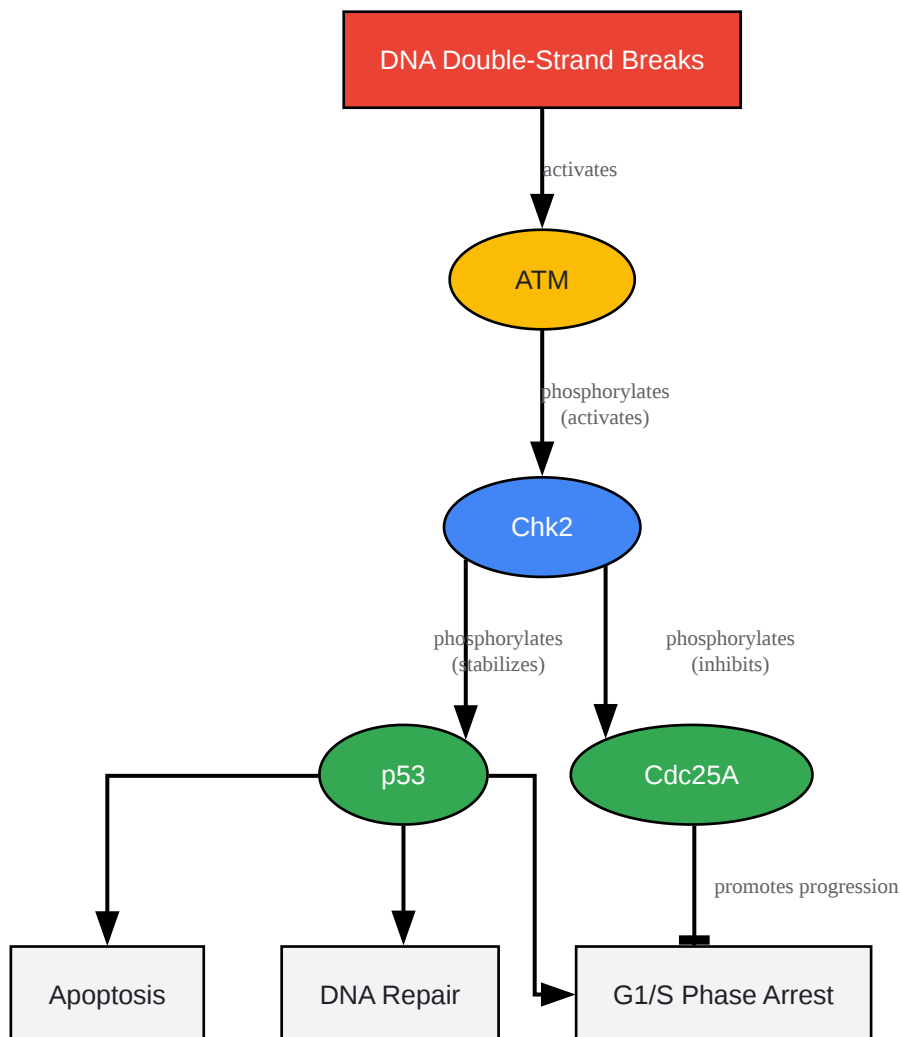 DNA Double-Strand Breaks
activates
ATM
phosphorylates
(activates)
Chk2
phosphorylates
(stabilizes)
phosphorylates
(inhibits)
p53
Cdc25A
promotes progression
Apoptosis
DNA Repair
G1/S Phase Arrest